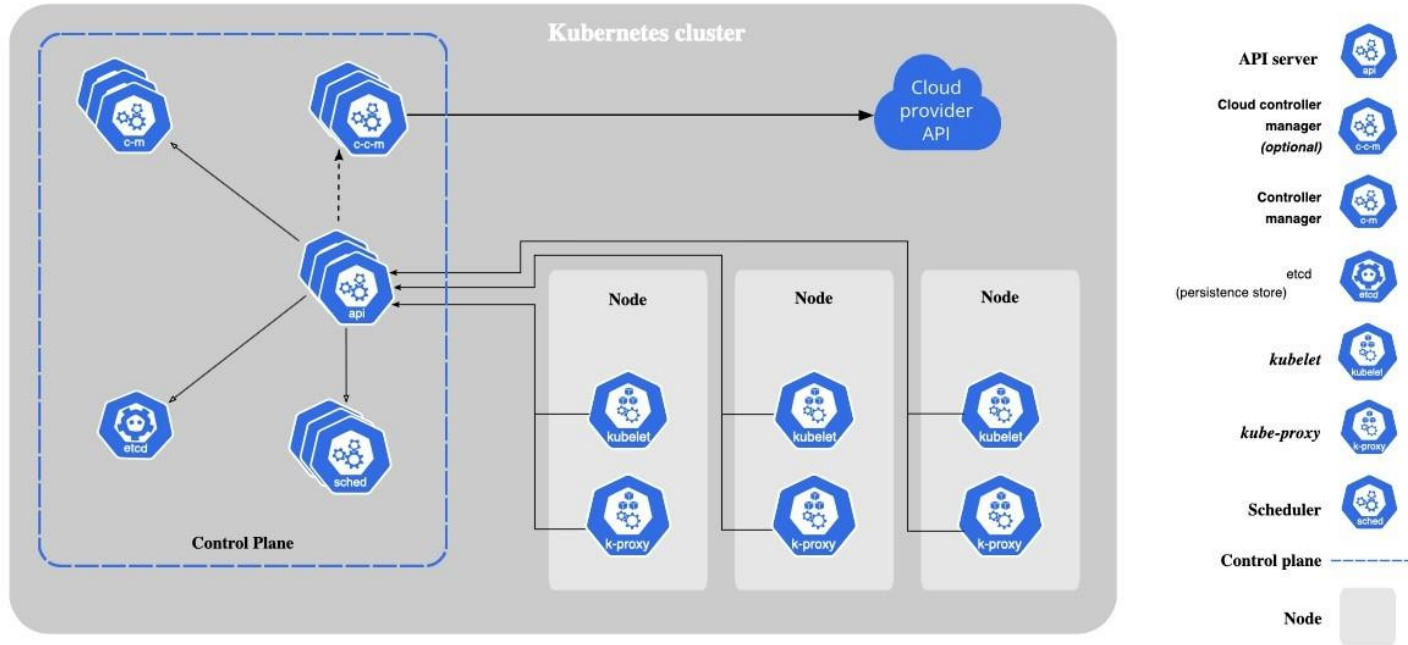 Kubernetes cluster
c-m
c-c-m
Cloud
provider
API
api
etcd
sched
Control Plane
Node
Node
Node
kubelet
kubelet
kubelet
k-proxy
k-proxy
k-proxy
API server
api
Cloud controller
manager
(optional)
c-c-m
Controller
manager
c-m
etcd
(persistence store)
etcd
kubelet
kubelet
kube-proxy
k-proxy
Scheduler
sched
Control plane
Node